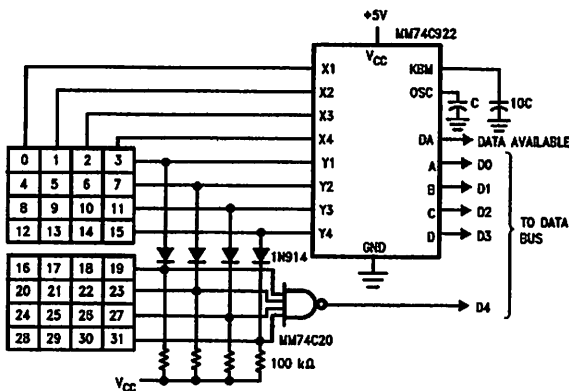 +5V
MM74C922
VCC
X1
KBM
X2
OSC
C
10C
X3
X4
DA
DATA AVAILABLE
0 1 2 3
Y1
A
D0
4 5 6 7
Y2
B
D1
8 9 10 11
Y3
C
D2
12 13 14 15
Y4
D
D3
TO DATA
BUS
1N914
GND
16 17 18 19
20 21 22 23
24 25 26 27
D4
28 29 30 31
MM74C20
100 kΩ
VCC